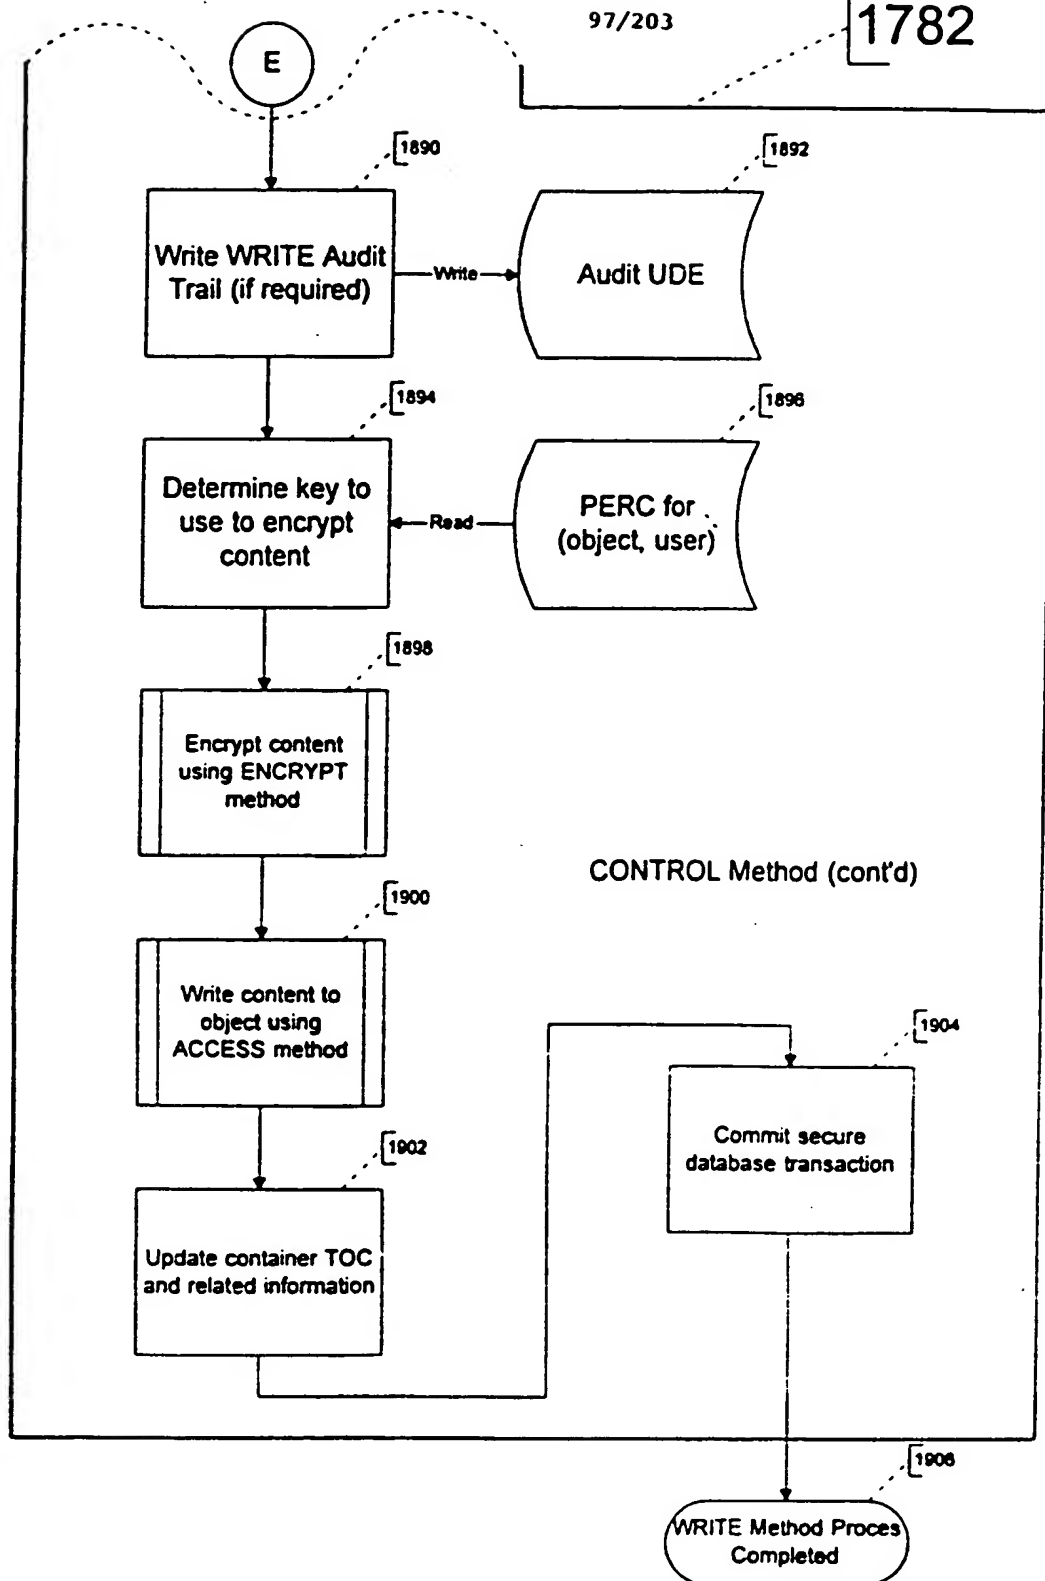 97/203
1782
E
1890
Write WRITE Audit
Trail (if required)
Write
1892
Audit UDE
1894
Determine key to
use to encrypt
content
Read
1896
PERC for
(object, user)
1898
Encrypt content
using ENCRYPT
method
CONTROL Method (cont'd)
1900
Write content to
object using
ACCESS method
1902
Update container TOC
and related information
1904
Commit secure
database transaction
1906
WRITE Method Proces
Completed